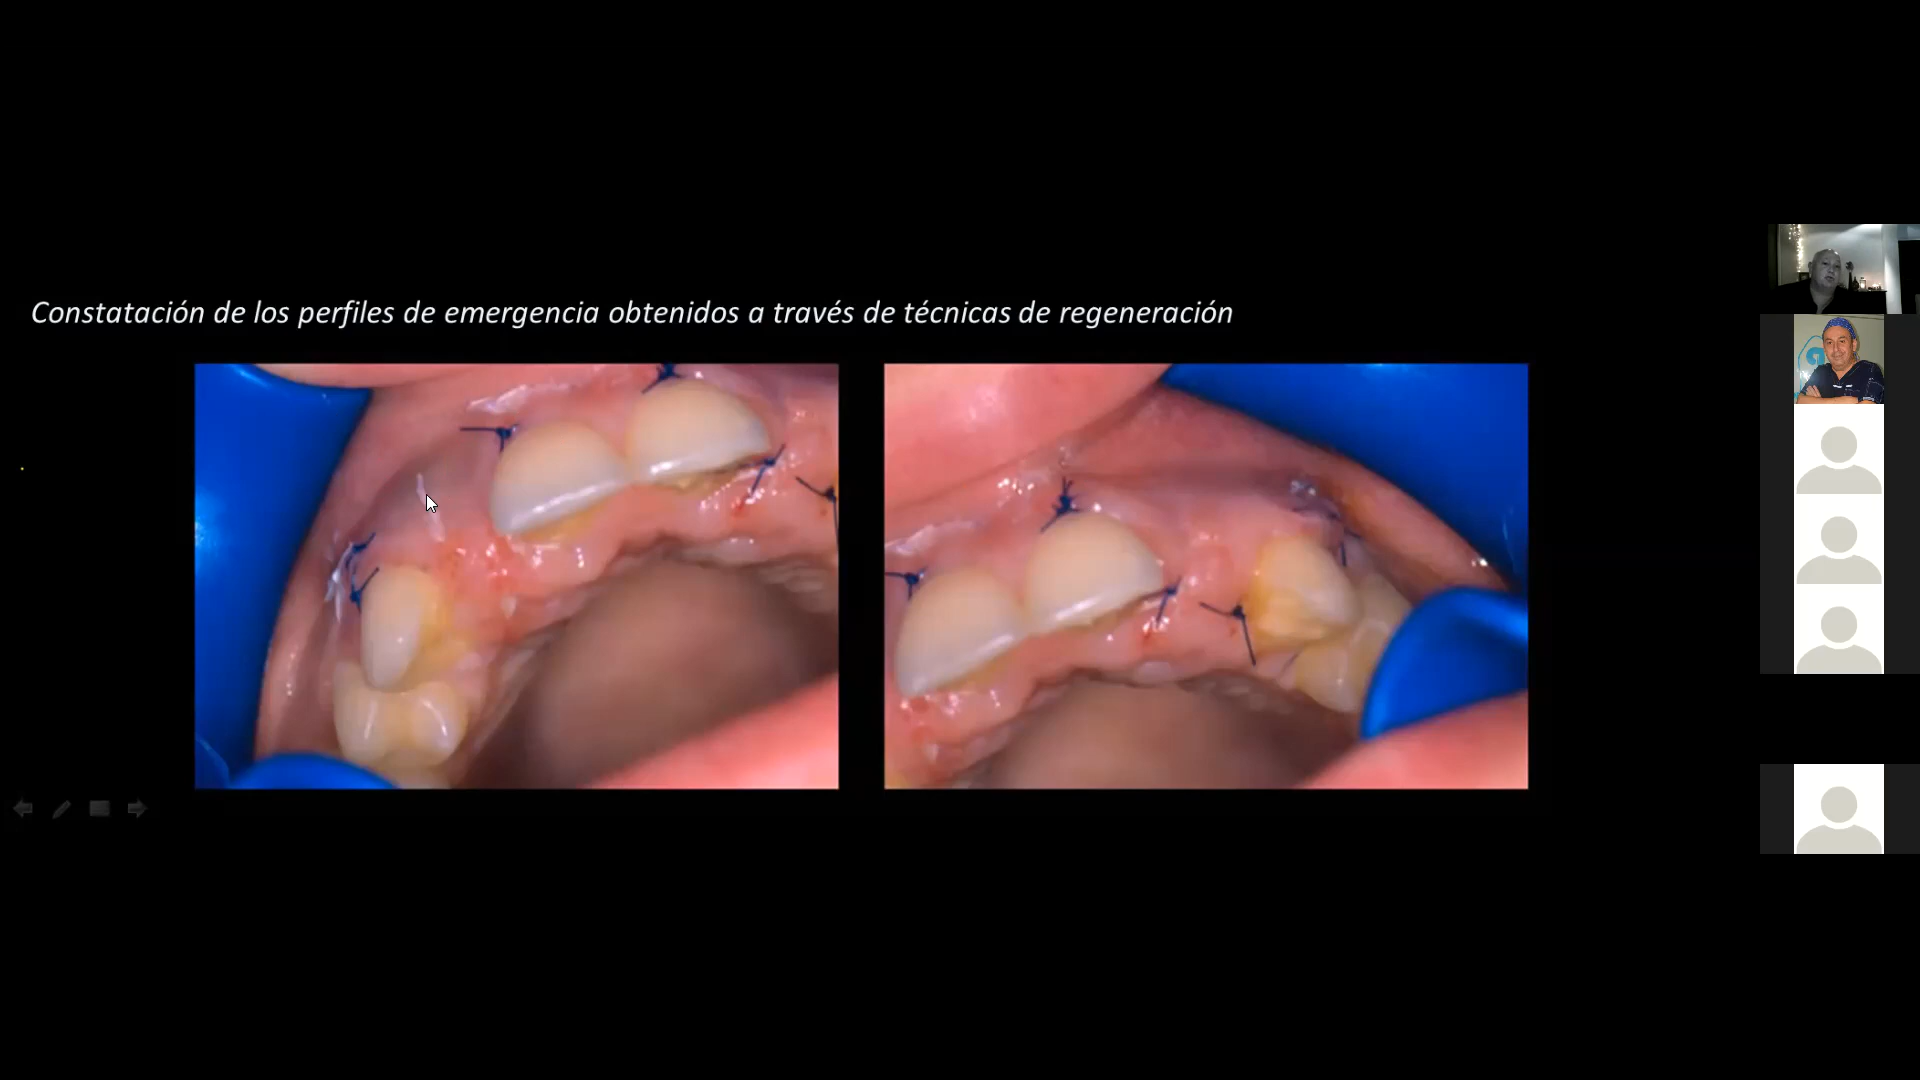 Constatación de los perfiles de emergencia obtenidos a través de técnicas de regeneración